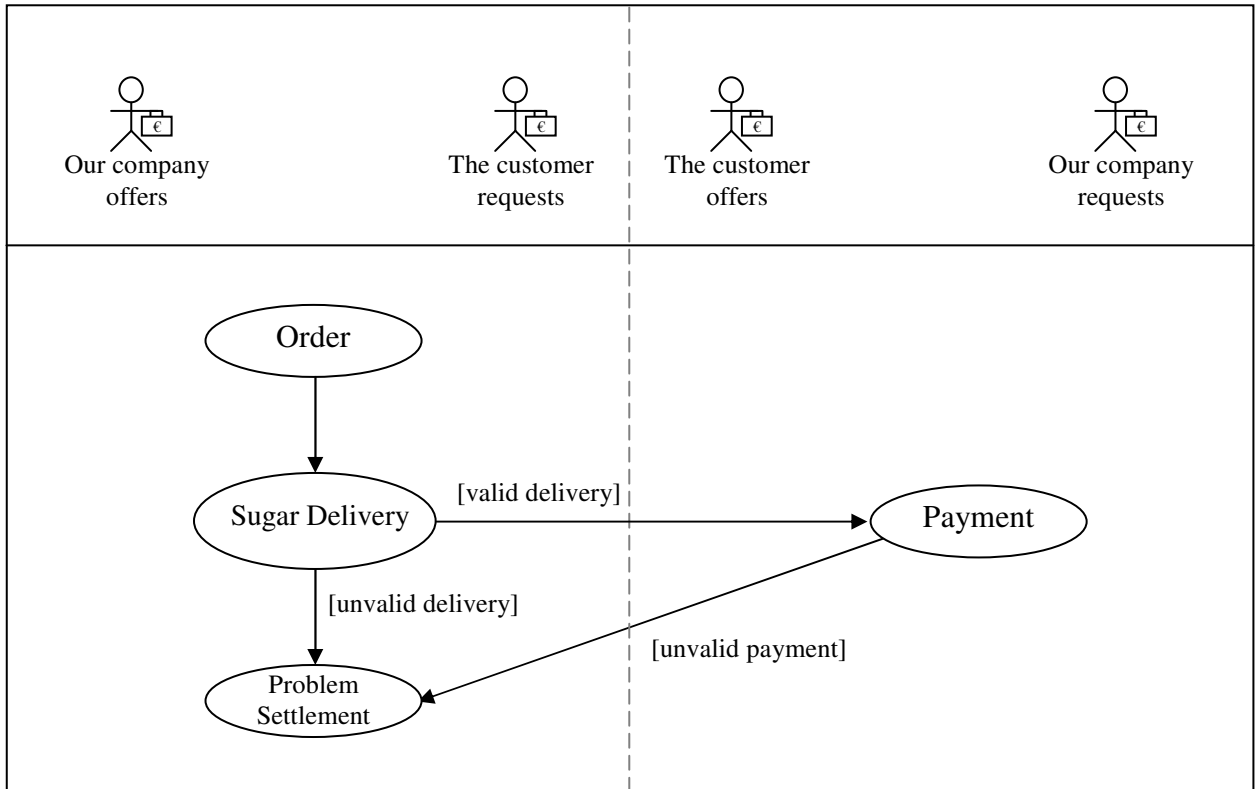 €
€
€
€
Our company
offers
The customer
requests
The customer
offers
Our company
requests
Order
[valid delivery]
Sugar Delivery
Payment
[unvalid delivery]
[unvalid payment]
Problem
Settlement